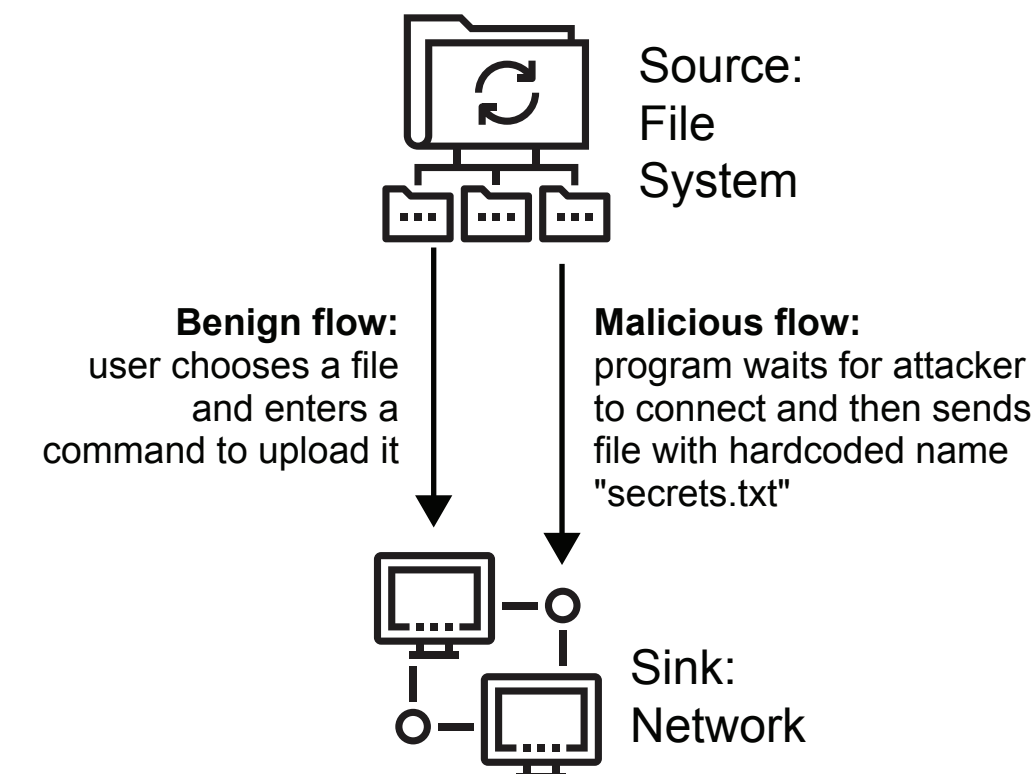 Source:
File
System
Benign flow:
user chooses a file
and enters a
command to upload it
Malicious flow:
program waits for attacker
to connect and then sends
file with hardcoded name
"secrets.txt"
Sink:
Network